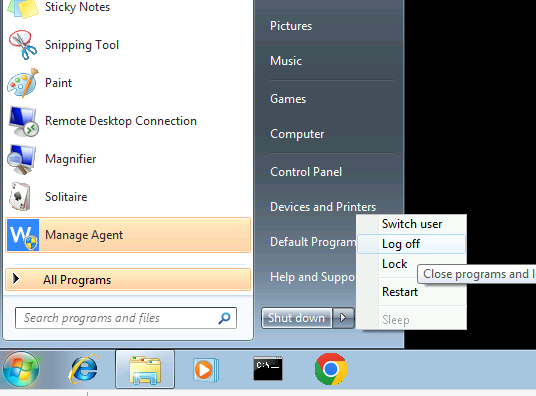 Sticky Notes
Snipping Tool
Paint
Remote Desktop Connection
Magnifier
Solitaire
W
Manage Agent
All Programs
Search programs and files
Pictures
Music
Games
Computer
Control Panel
Devices and Printers
Default Program
Help and Suppo
Shut down
Switch user
Log off
Lock
Close programs and l
Restart
Sleep
C:\.